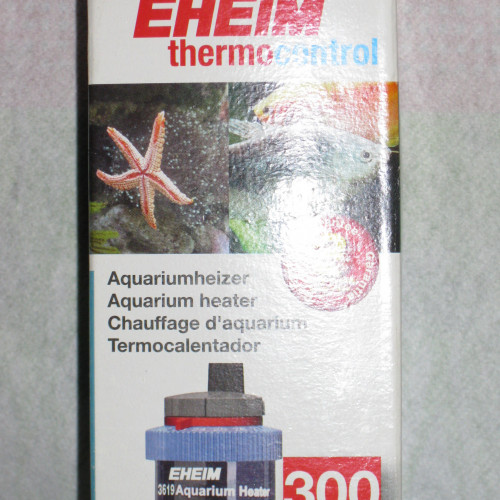 EHEIM
thermocontrol
Aquariumheizer
Aquarium heater
Chauffage d'aquarium
Termocalentador
EHEIM
3619 Aquarium Heater
300